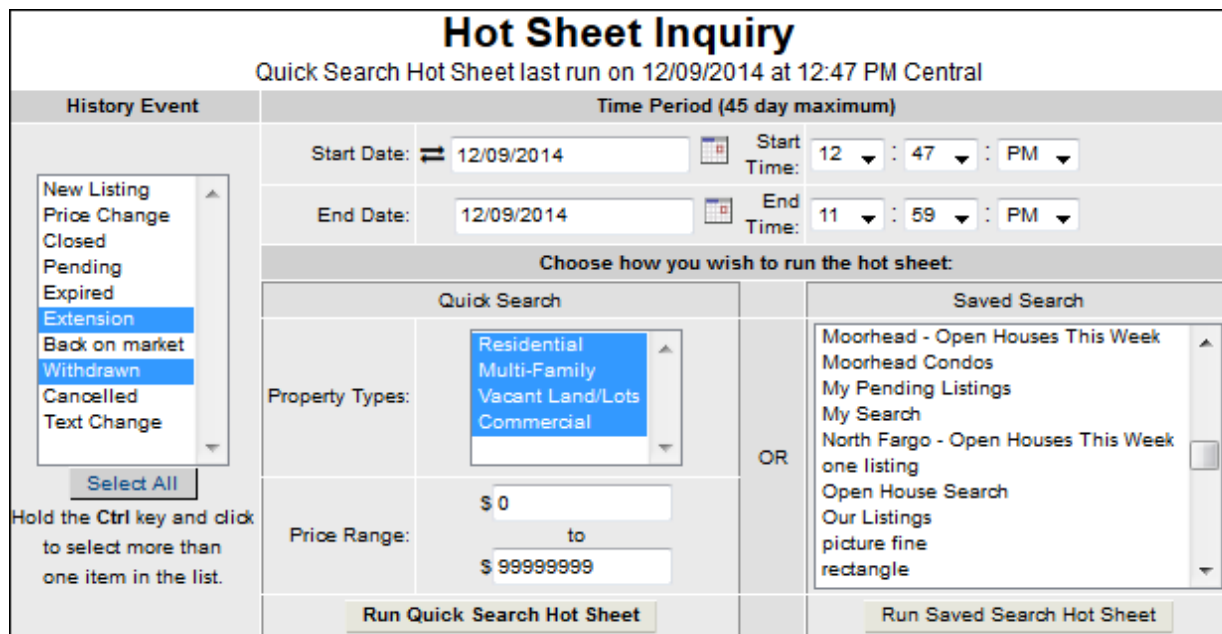 Hot Sheet Inquiry
Quick Search Hot Sheet last run on 12/09/2014 at 12:47 PM Central
History Event
Time Period (45 day maximum)
Start Date: 12/09/2014 Start Time: 12 : 47 : PM
End Date: 12/09/2014 End Time: 11 : 59 : PM
New Listing
Price Change
Closed
Pending
Expired
Extension
Back on market
Withdrawn
Cancelled
Text Change
Select All
Hold the Ctrl key and click
to select more than
one item in the list.
Choose how you wish to run the hot sheet:
Quick Search
Property Types:
Residential
Multi-Family
Vacant Land/Lots
Commercial
Price Range:
$ 0
to
$ 99999999
Run Quick Search Hot Sheet
OR
Saved Search
Moorhead - Open Houses This Week
Moorhead Condos
My Pending Listings
My Search
North Fargo - Open Houses This Week
one listing
Open House Search
Our Listings
picture fine
rectangle
Run Saved Search Hot Sheet